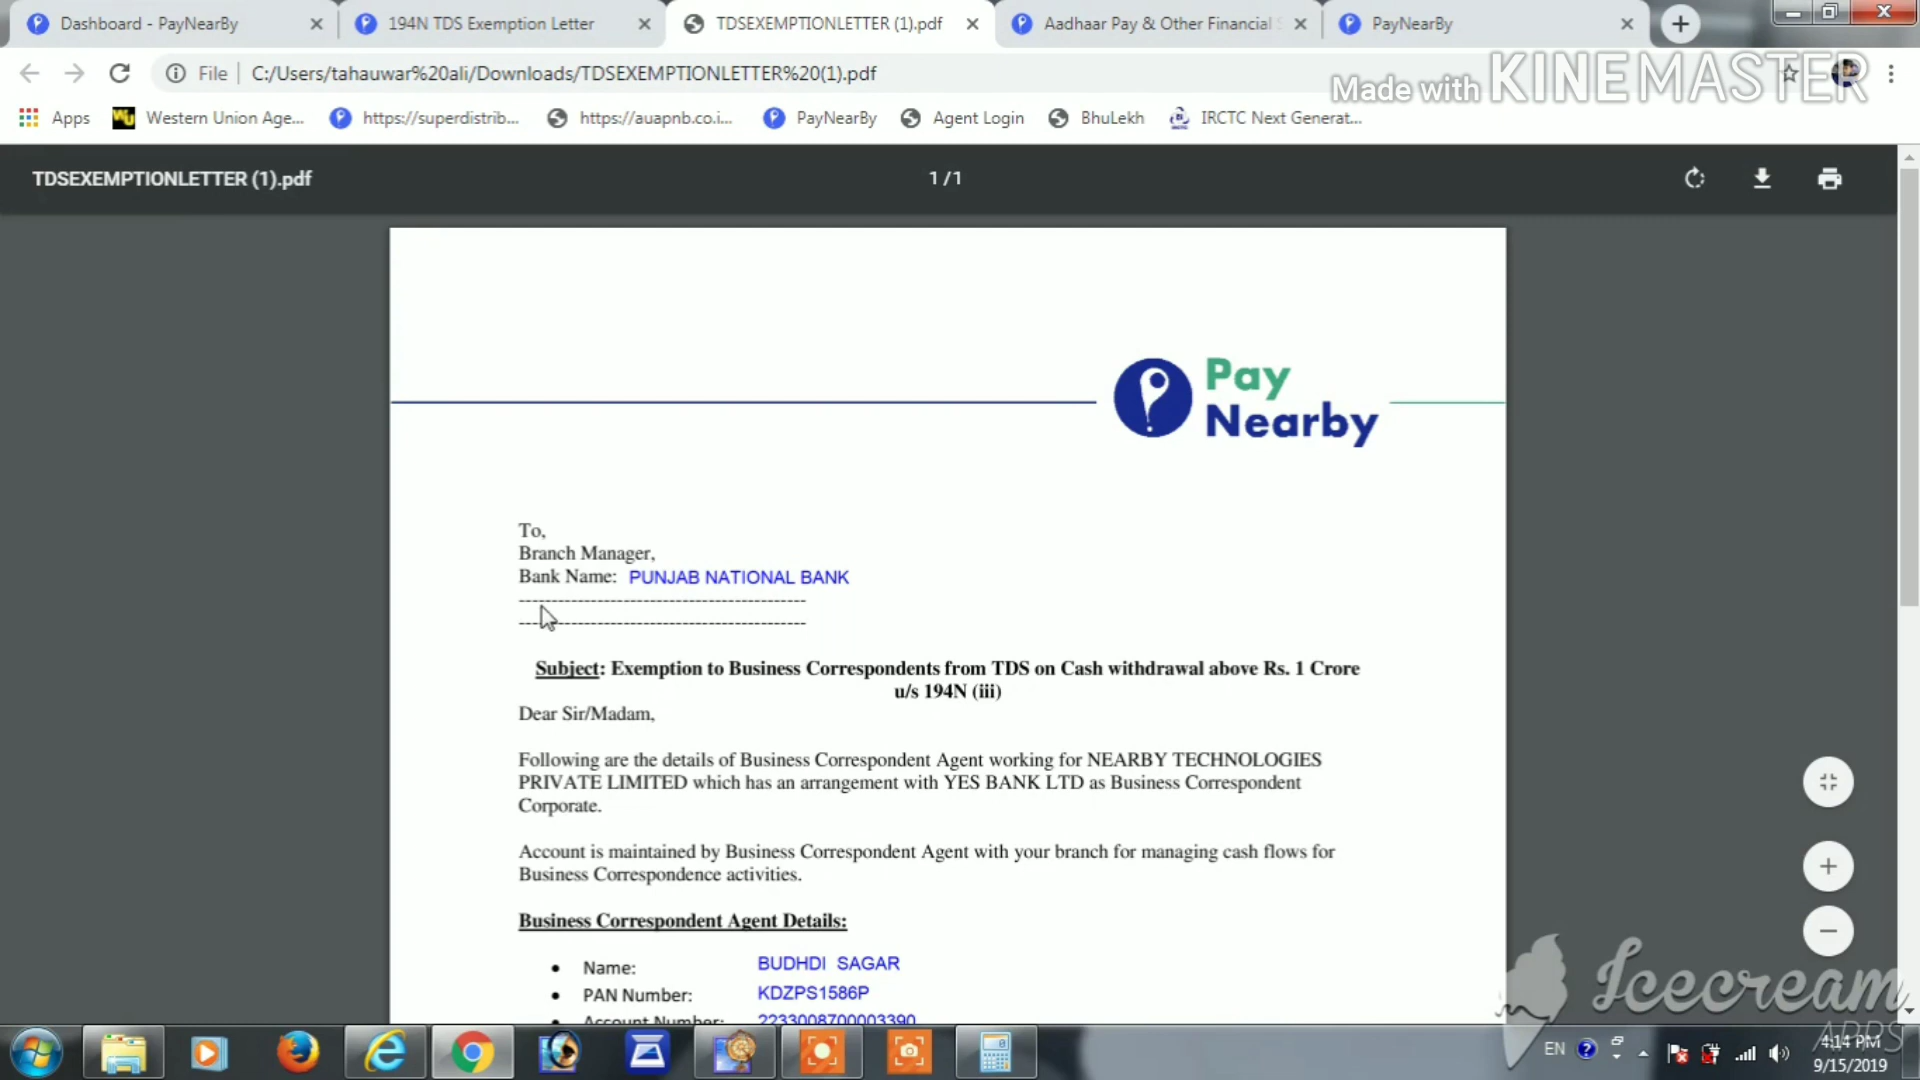 Dashboard - PayNearBy
194N TDS Exemption Letter
TDSEXEMPTIONLETTER (1).pdf
Aadhaar Pay & Other Financial
PayNearBy
File
C:/Users/tahauwar%20ali/Downloads/TDSEXEMPTIONLETTER%20(1).pdf
Made with KINEMASTER
Apps
Western Union Age...
https://superdistrib...
https://auapnb.co.i...
PayNearBy
Agent Login
BhuLekh
IRCTC Next Generat...
TDSEXEMPTIONLETTER (1).pdf
1 / 1
Pay
Nearby
To,
Branch Manager,
Bank Name: PUNJAB NATIONAL BANK
Subject: Exemption to Business Correspondents from TDS on Cash withdrawal above Rs. 1 Crore
u/s 194N (iii)
Dear Sir/Madam,
Following are the details of Business Correspondent Agent working for NEARBY TECHNOLOGIES
PRIVATE LIMITED which has an arrangement with YES BANK LTD as Business Correspondent
Corporate.
Account is maintained by Business Correspondent Agent with your branch for managing cash flows for
Business Correspondence activities.
Business Correspondent Agent Details:
• Name: BUDHDI SAGAR
• PAN Number: KDZPS1586P
• Account Number: 2233008700003390
Icecream
APPS
EN
4:14 PM
9/15/2019